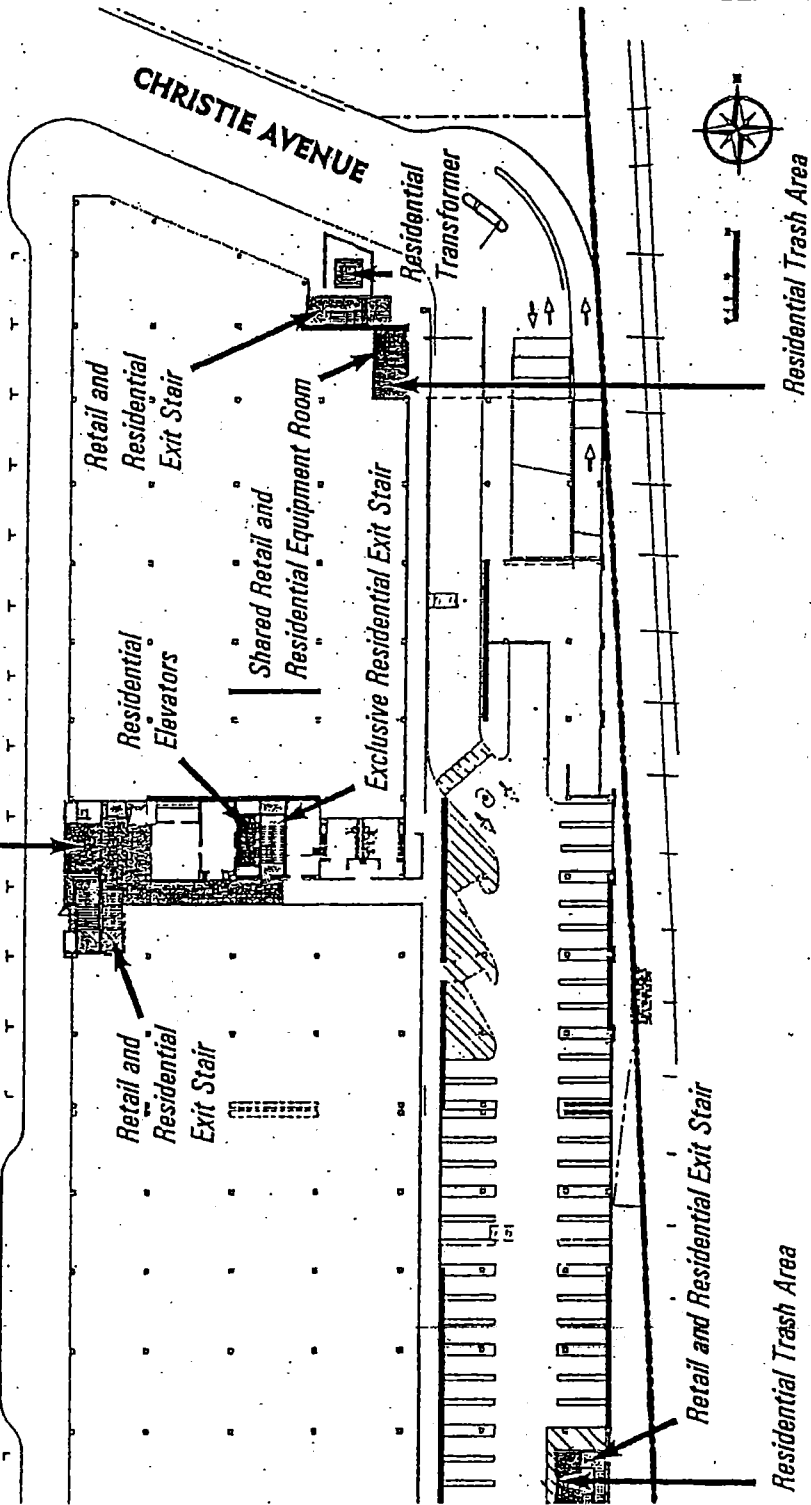 CHRISTIE AVENUE
Retail and
Residential
Exit Stair
Residential
Transformer
Shared Retail and
Residential Equipment Room
Residential
Elevators
Exclusive Residential Exit Stair
Retail and
Residential
Exit Stair
Retail and Residential Exit Stair
Residential Trash Area
Residential Trash Area